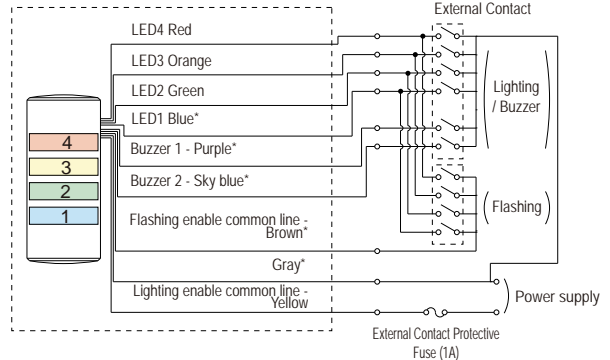 External Contact
LED4 Red
LED3 Orange
LED2 Green
LED1 Blue*
Buzzer 1 - Purple*
Buzzer 2 - Sky blue*
Flashing enable common line -
Brown*
Gray*
Lighting enable common line -
Yellow
4
3
2
1
Lighting
/ Buzzer
Flashing
Power supply
External Contact Protective
Fuse (1A)